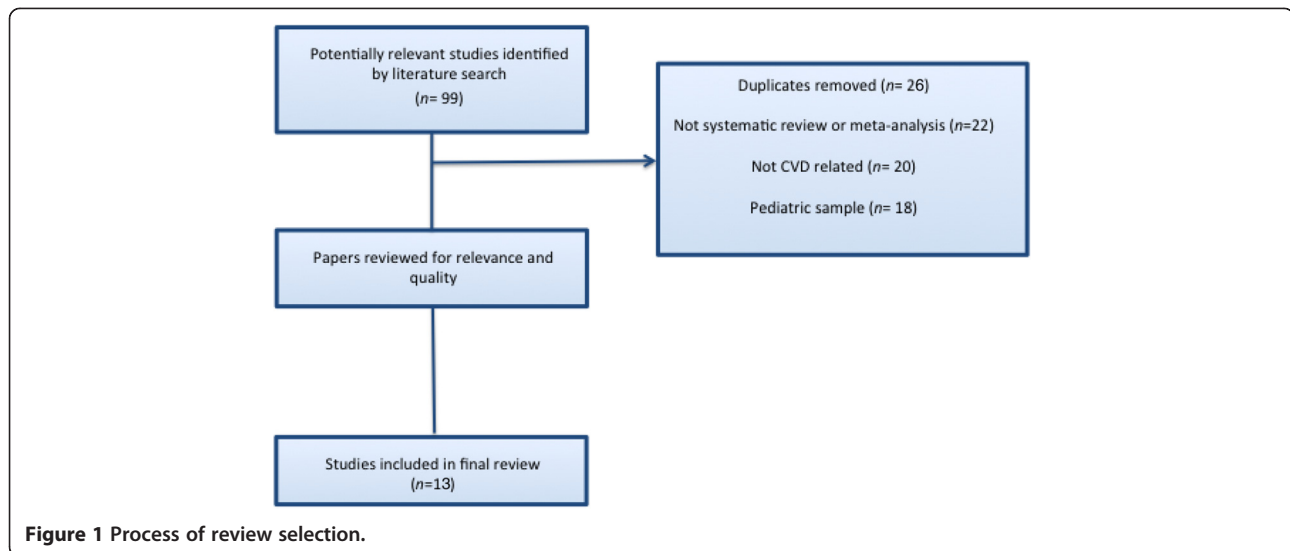 Potentially relevant studies identified
by literature search
(n= 99)
Duplicates removed (n= 26)
Not systematic review or meta-analysis (n=22)
Not CVD related (n= 20)
Pediatric sample (n= 18)
Papers reviewed for relevance and
quality
Studies included in final review
(n=13)
Figure 1 Process of review selection.